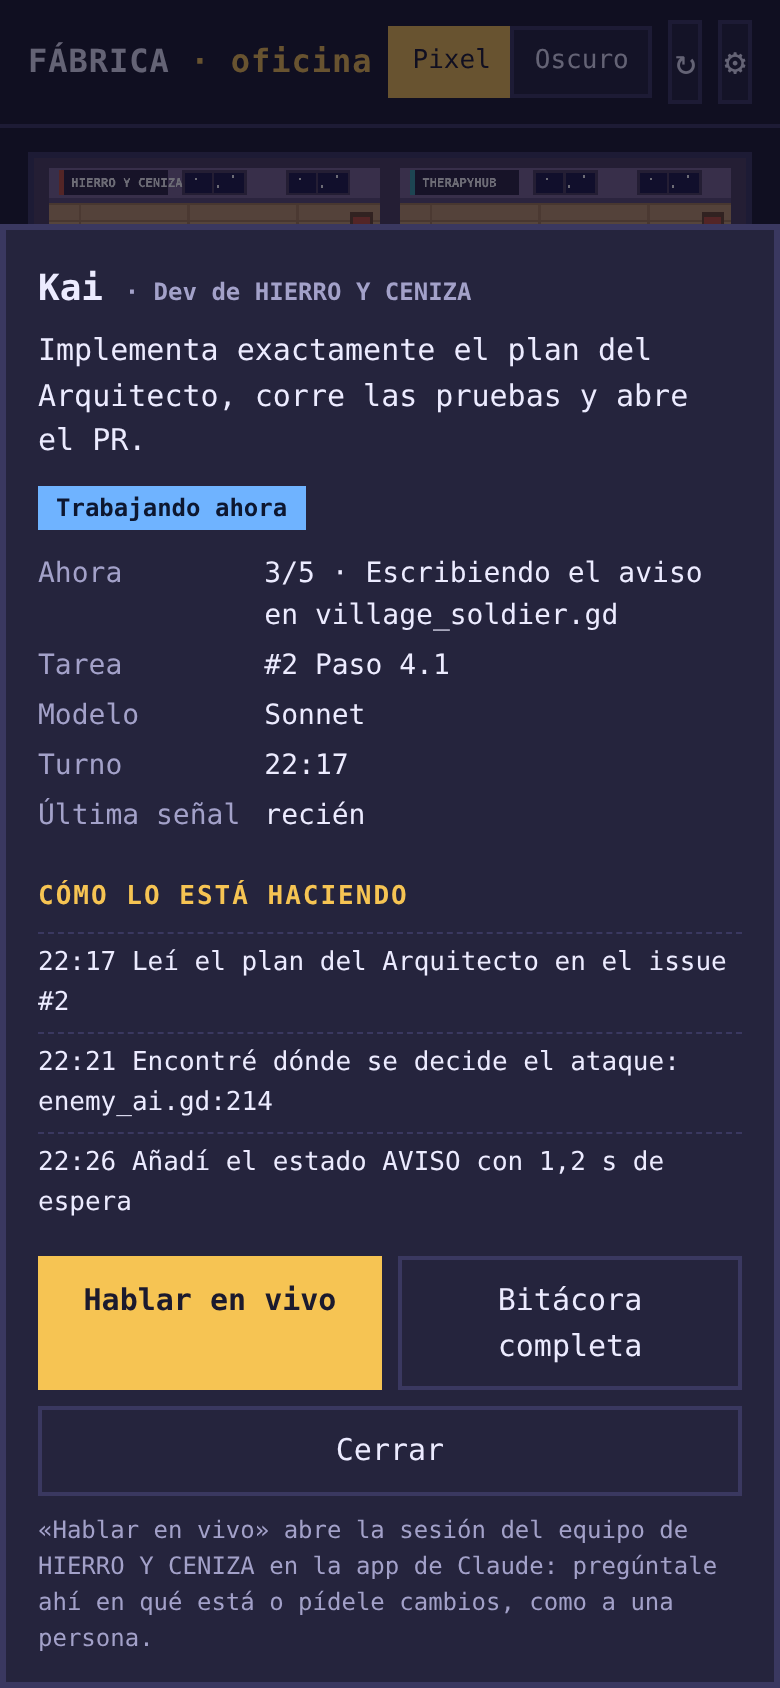 FÁBRICA · oficina Pixel Oscuro ↻ ⚙
HIERRO Y CENIZA THERAPYHUB
Kai · Dev de HIERRO Y CENIZA
Implementa exactamente el plan del
Arquitecto, corre las pruebas y abre
el PR.
Trabajando ahora
Ahora 3/5 · Escribiendo el aviso
en village_soldier.gd
Tarea #2 Paso 4.1
Modelo Sonnet
Turno 22:17
Última señal recién
CÓMO LO ESTÁ HACIENDO
22:17 Leí el plan del Arquitecto en el issue
#2
22:21 Encontré dónde se decide el ataque:
enemy_ai.gd:214
22:26 Añadí el estado AVISO con 1,2 s de
espera
Hablar en vivo
Bitácora
completa
Cerrar
«Hablar en vivo» abre la sesión del equipo de
HIERRO Y CENIZA en la app de Claude: pregúntale
ahí en qué está o pídele cambios, como a una
persona.